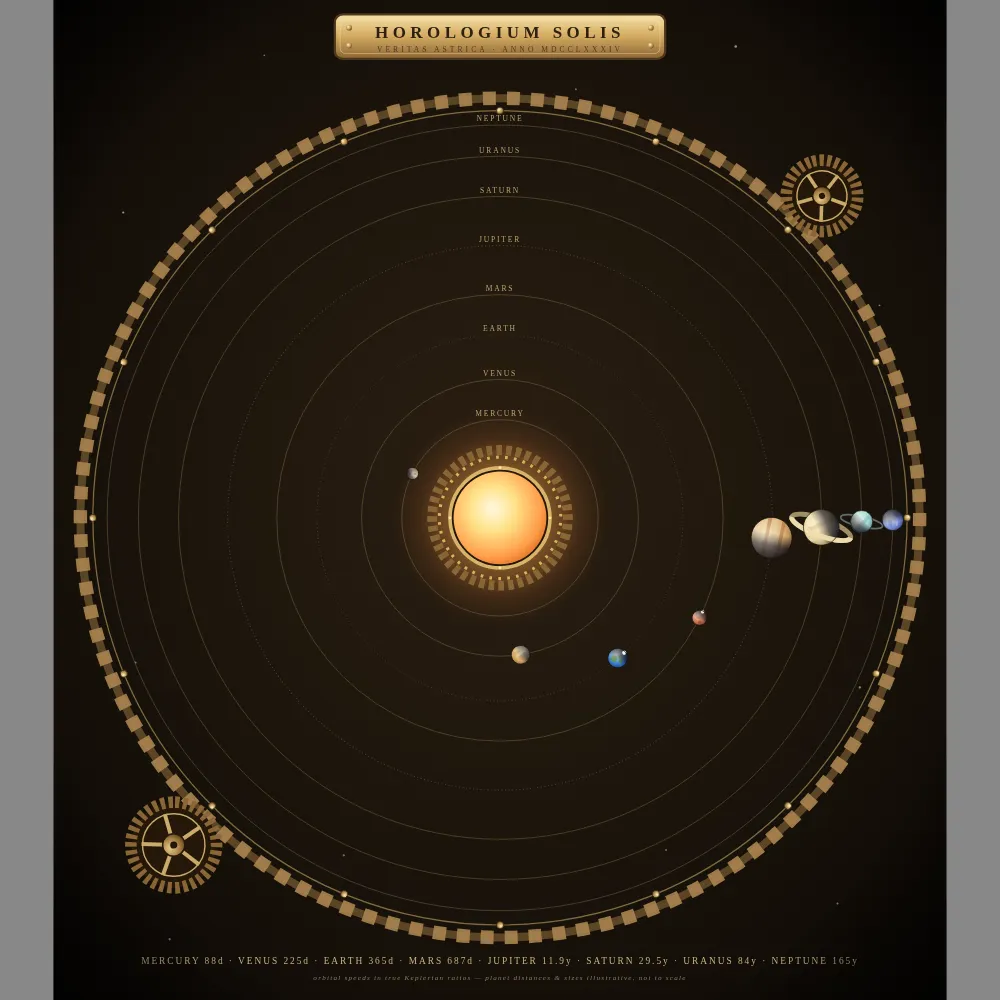 HOROLOGIUM SOLIS
VERITAS ASTRICA · ANNO MDCCLXXXIV
NEPTUNE
URANUS
SATURN
JUPITER
MARS
EARTH
VENUS
MERCURY
MERCURY 88d · VENUS 225d · EARTH 365d · MARS 687d · JUPITER 11.9y · SATURN 29.5y · URANUS 84y · NEPTUNE 165y
orbital speeds to true Keplerian ratios — planet distances & sizes illustrative, not to scale